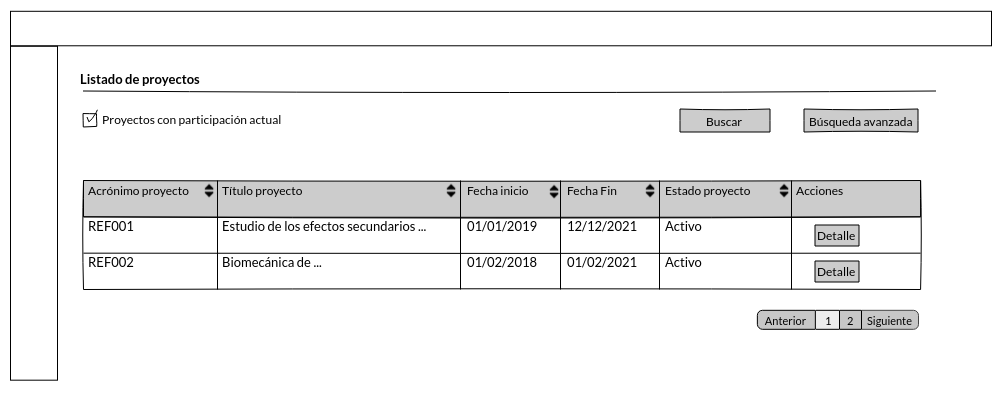 Listado de proyectos
Proyectos con participación actual Buscar Búsqueda avanzada
Acrónimo proyecto Título proyecto Fecha inicio Fecha Fin Estado proyecto Acciones
REF001 Estudio de los efectos secundarios ... 01/01/2019 12/12/2021 Activo Detalle
REF002 Biomecánica de ... 01/02/2018 01/02/2021 Activo Detalle
Anterior 1 2 Siguiente